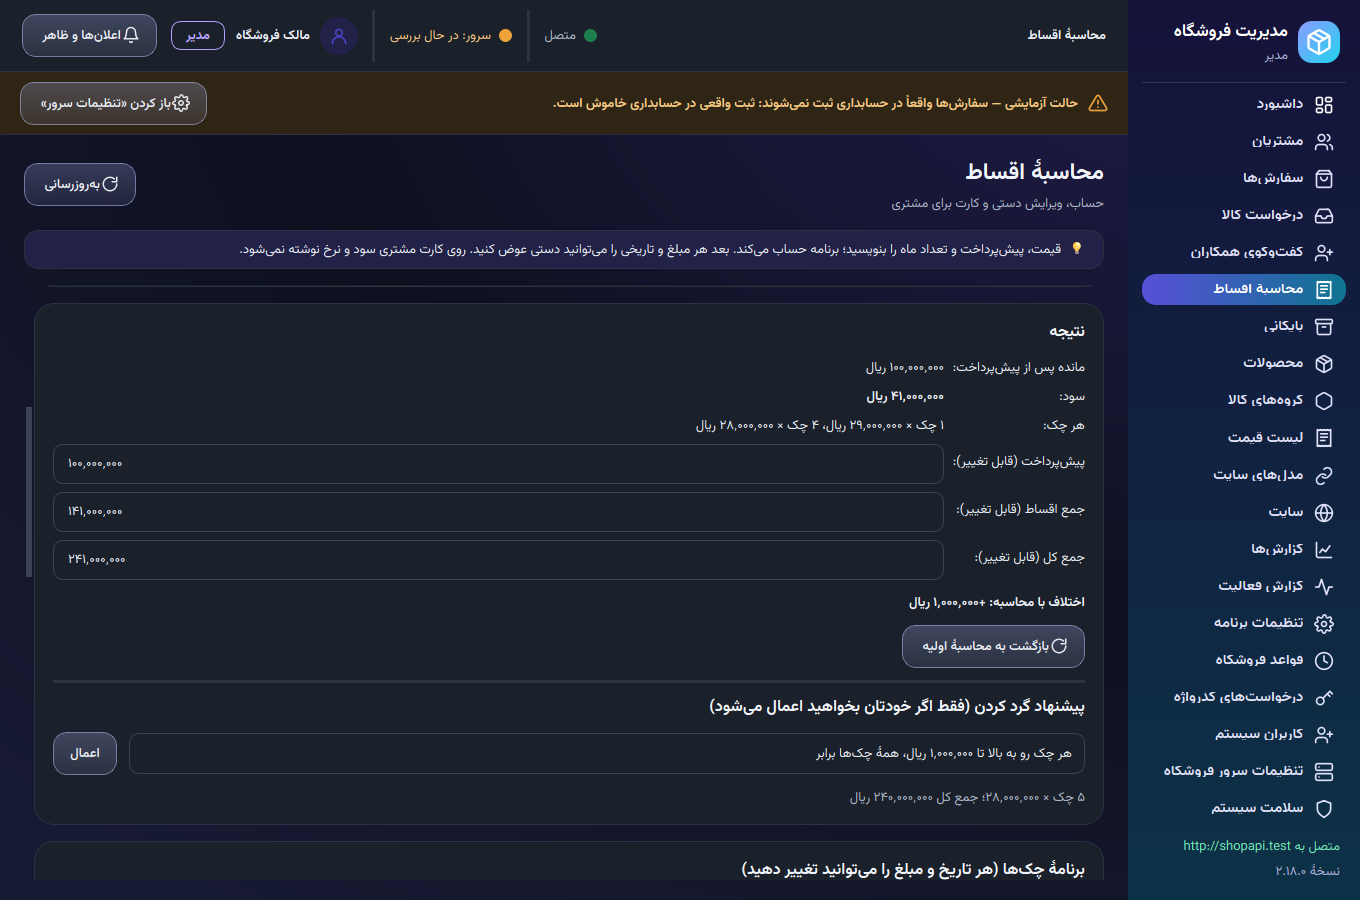 مدیریت فروشگاه
مدیر
داشبورد
مشتریان
سفارش‌ها
درخواست کالا
گفت‌وگوی همکاران
محاسبهٔ اقساط
بایگانی
محصولات
گروه‌های کالا
لیست قیمت
مدل‌های سایت
سایت
گزارش‌ها
گزارش فعالیت
تنظیمات برنامه
قواعد فروشگاه
درخواست‌های گذرواژه
کاربران سیستم
تنظیمات سرور فروشگاه
سلامت سیستم
متصل به http://shopapi.test
نسخهٔ ۲.۱۸.۰
محاسبهٔ اقساط
متصل
سرور: در حال بررسی
مالک فروشگاه
مدیر
اعلان‌ها و ظاهر
حالت آزمایشی — سفارش‌ها واقعاً در حسابداری ثبت نمی‌شوند: ثبت واقعی در حسابداری خاموش است.
باز کردن «تنظیمات سرور»
محاسبهٔ اقساط
حساب، ویرایش دستی و کارت برای مشتری
به‌روزرسانی
قیمت، پیش‌پرداخت و تعداد ماه را بنویسید؛ برنامه حساب می‌کند. بعد هر مبلغ و تاریخی را می‌توانید دستی عوض کنید. روی کارت مشتری سود و نرخ نوشته نمی‌شود.
نتیجه
مانده پس از پیش‌پرداخت: ۱۰۰,۰۰۰,۰۰۰ ریال
سود: ۴۱,۰۰۰,۰۰۰ ریال
هر چک: ۱ چک × ۲۹,۰۰۰,۰۰۰ ریال، ۴ چک × ۲۸,۰۰۰,۰۰۰ ریال
پیش‌پرداخت (قابل تغییر): ۱۰۰,۰۰۰,۰۰۰
جمع اقساط (قابل تغییر): ۱۴۱,۰۰۰,۰۰۰
جمع کل (قابل تغییر): ۲۴۱,۰۰۰,۰۰۰
اختلاف با محاسبه: +۱,۰۰۰,۰۰۰ ریال
بازگشت به محاسبهٔ اولیه
پیشنهاد گرد کردن (فقط اگر خودتان بخواهید اعمال می‌شود)
هر چک رو به بالا تا ۱,۰۰۰,۰۰۰ ریال، همهٔ چک‌ها برابر
اعمال
۵ چک × ۲۸,۰۰۰,۰۰۰؛ جمع کل ۲۴۰,۰۰۰,۰۰۰ ریال
برنامهٔ چک‌ها (هر تاریخ و مبلغ را می‌توانید تغییر دهید)